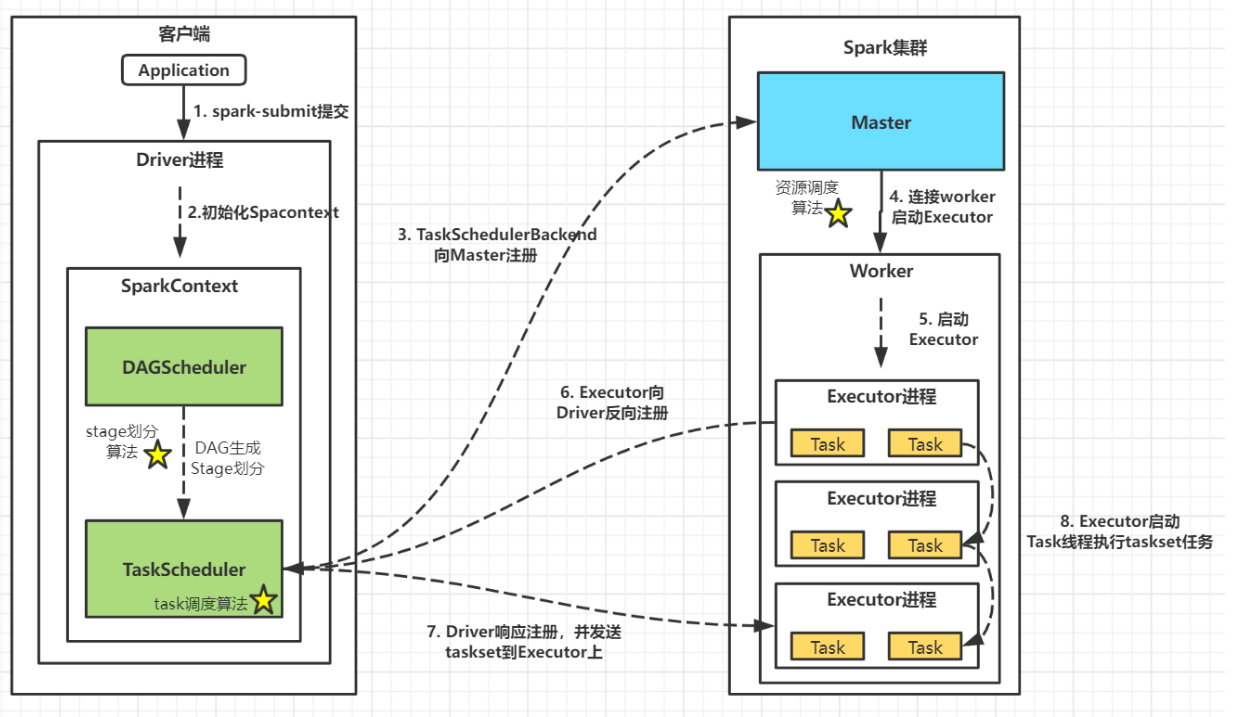 客户端
Application
1. spark-submit提交
Driver进程
2.初始化Spacontext
SparkContext
DAGScheduler
stage划分
算法
DAG生成
Stage划分
TaskScheduler
task调度算法
3. TaskSchedulerBackend
向Master注册
6. Executor向
Driver反向注册
7. Driver响应注册，并发送
taskset到Executor上
Spark集群
Master
资源调度
算法
4. 连接worker
启动Executor
Worker
5. 启动
Executor
Executor进程
Task
Task
Executor进程
Task
Task
Executor进程
Task
Task
8. Executor启动
Task线程执行taskset任务